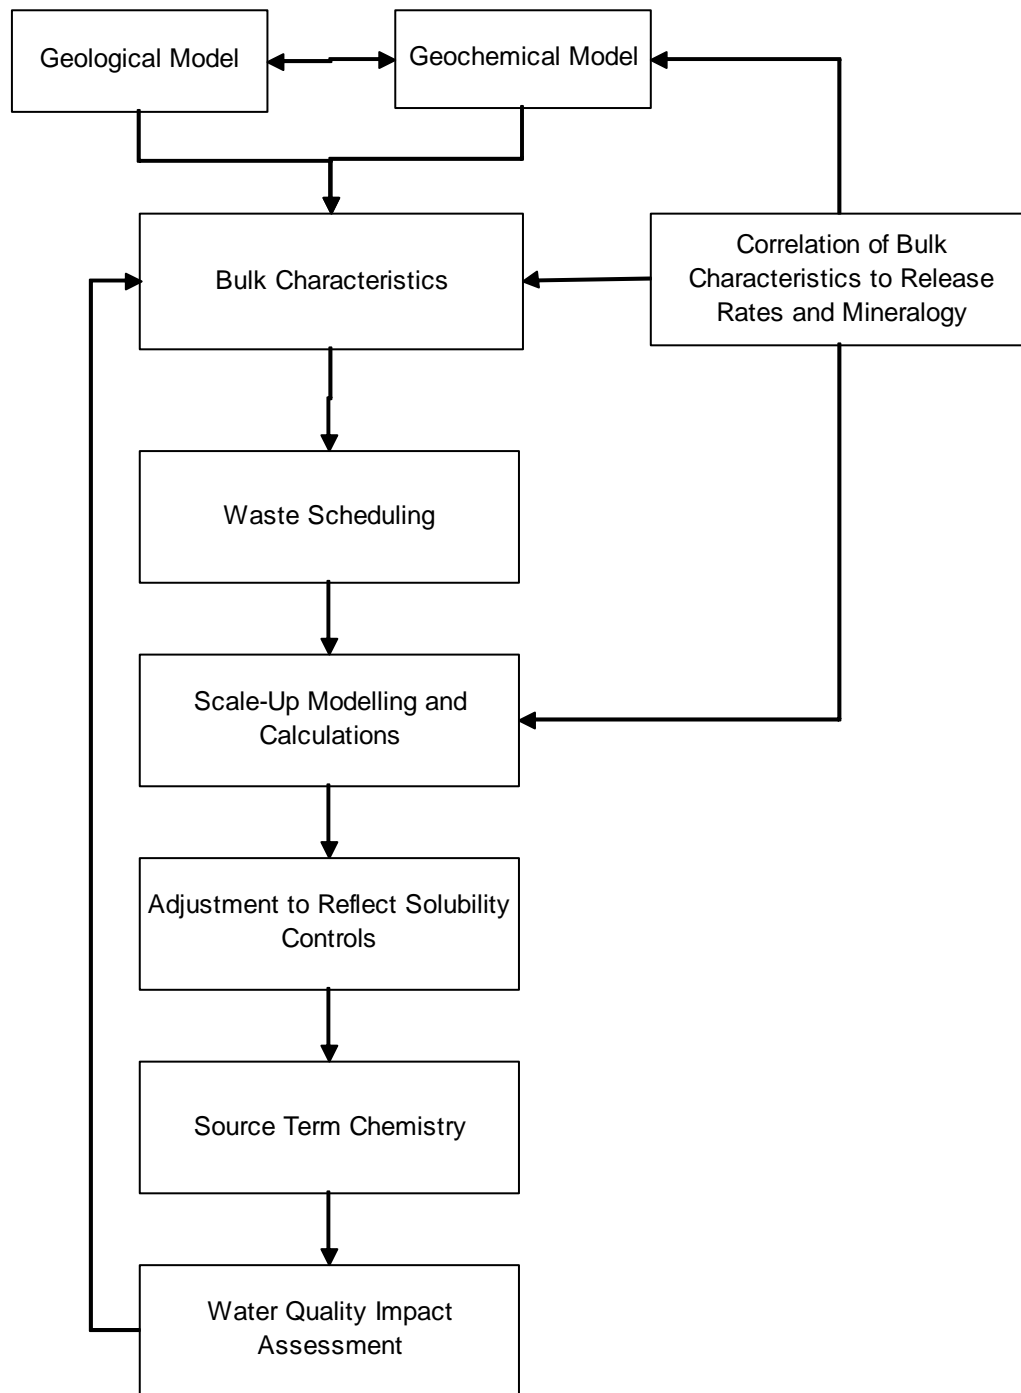 Geological Model
Geochemical Model
Correlation of Bulk
Characteristics to Release
Rates and Mineralogy
Bulk Characteristics
Waste Scheduling
Scale-Up Modelling and
Calculations
Adjustment to Reflect Solubility
Controls
Source Term Chemistry
Water Quality Impact
Assessment